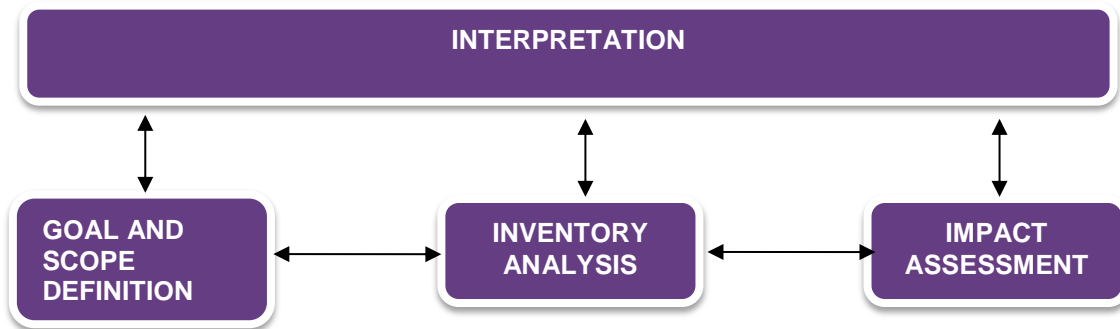 INTERPRETATION
GOAL AND
SCOPE
DEFINITION
INVENTORY
ANALYSIS
IMPACT
ASSESSMENT